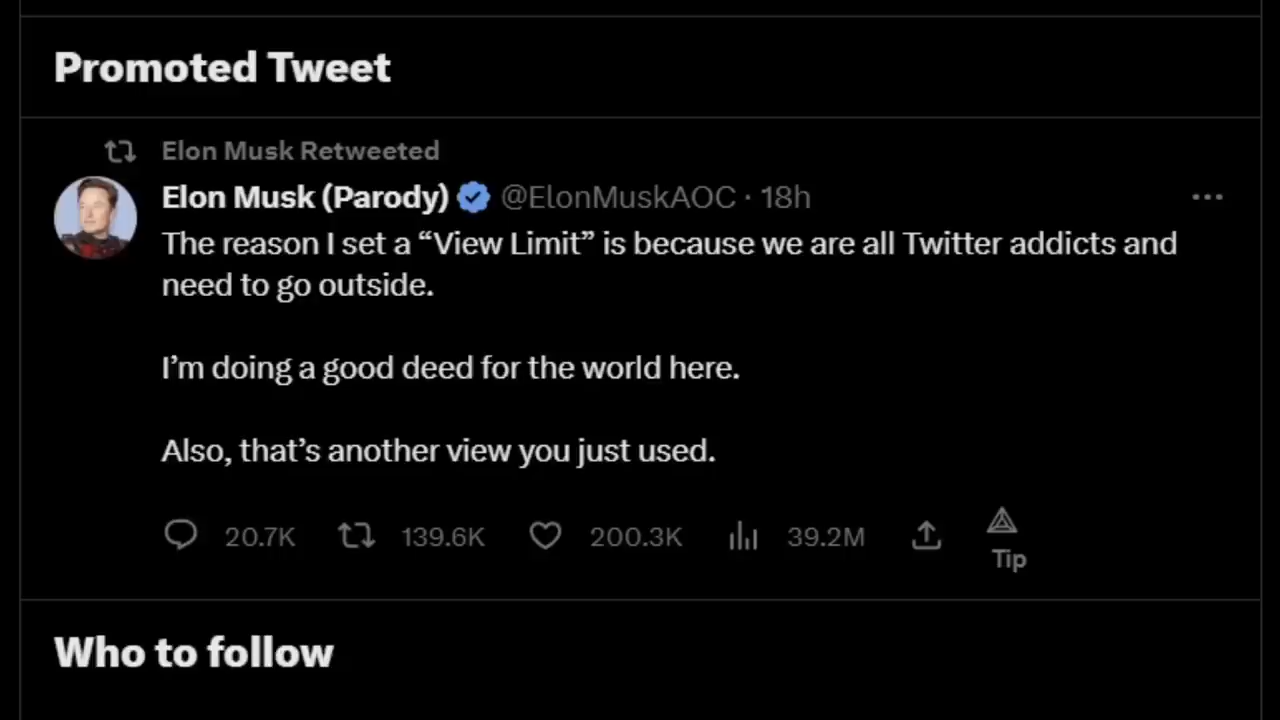 Promoted Tweet
Elon Musk Retweeted
Elon Musk (Parody) @ElonMuskAOC · 18h
The reason I set a “View Limit” is because we are all Twitter addicts and
need to go outside.
I’m doing a good deed for the world here.
Also, that’s another view you just used.
20.7K 139.6K 200.3K 39.2M Tip
Who to follow